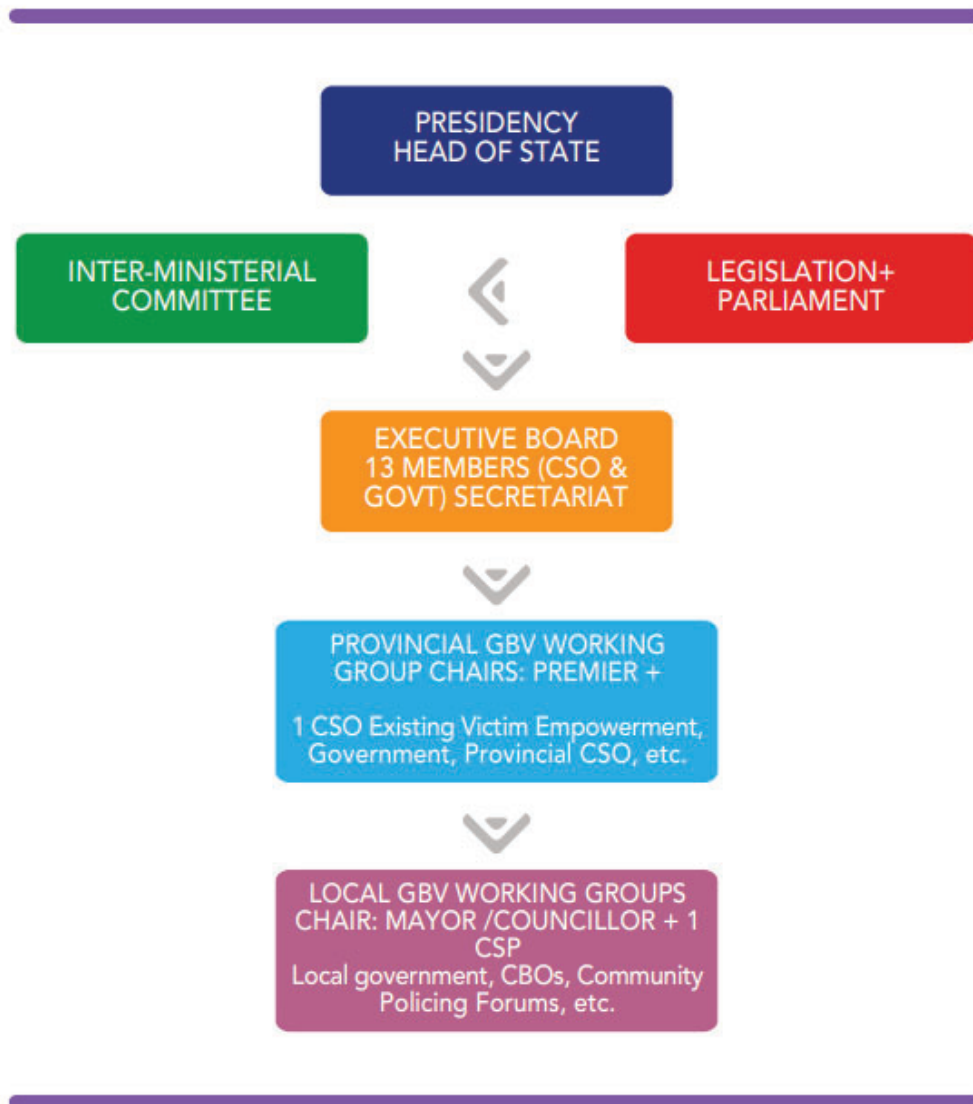 PRESIDENCY
HEAD OF STATE
INTER-MINISTERIAL
COMMITTEE
LEGISLATION+
PARLIAMENT
EXECUTIVE BOARD
13 MEMBERS (CSO &
GOVT) SECRETARIAT
PROVINCIAL GBV WORKING
GROUP CHAIRS: PREMIER +
1 CSO Existing Victim Empowerment,
Government, Provincial CSO, etc.
LOCAL GBV WORKING GROUPS
CHAIR: MAYOR /COUNCILLOR + 1
CSP
Local government, CBOs, Community
Policing Forums, etc.